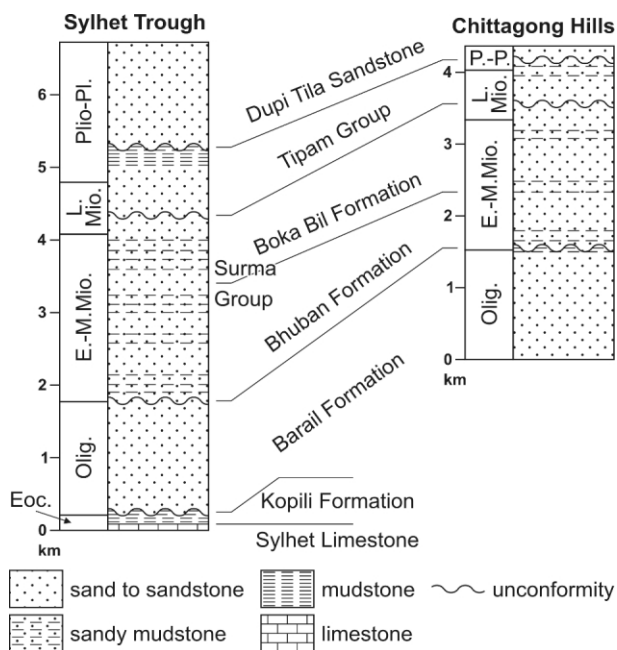 Sylhet Trough
Chittagong Hills
6
5
4
3
2
1
0
km
Plio-Pl.
L.
Mio.
E.-M.Mio.
Olig.
Eoc.
Dupi Tila Sandstone
Tipam Group
Boka Bil Formation
Surma
Group
Bhuban Formation
Barail Formation
Kopili Formation
Sylhet Limestone
4
3
2
1
0
km
P.-P.
L.
Mio.
E.-M.Mio.
Olig.
sand to sandstone
mudstone
unconformity
sandy mudstone
limestone